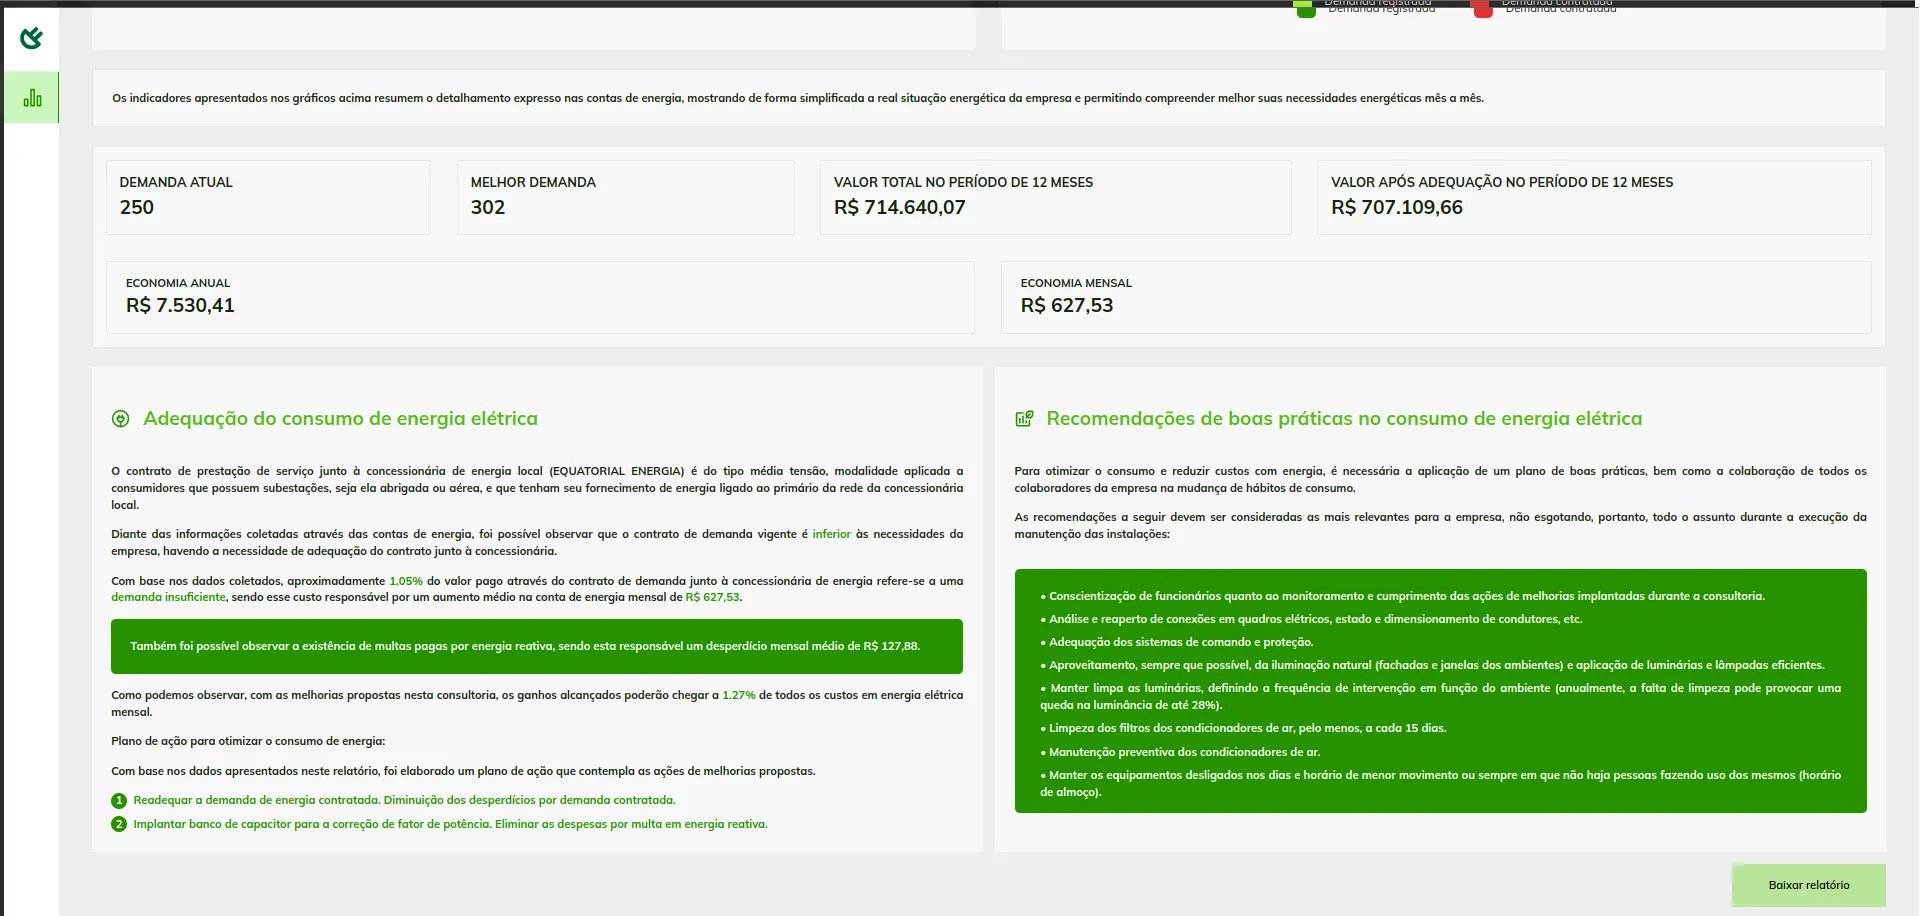 Demanda registrada Demanda contratada
Demanda registrada Demanda contratada
Os indicadores apresentados nos gráficos acima resumem o detalhamento expresso nas contas de energia, mostrando de forma simplificada a real situação energética da empresa e permitindo compreender melhor suas necessidades energéticas mês a mês.
DEMANDA ATUAL
250
MELHOR DEMANDA
302
VALOR TOTAL NO PERÍODO DE 12 MESES
R$ 714.640,07
VALOR APÓS ADEQUAÇÃO NO PERÍODO DE 12 MESES
R$ 707.109,66
ECONOMIA ANUAL
R$ 7.530,41
ECONOMIA MENSAL
R$ 627,53
Adequação do consumo de energia elétrica
O contrato de prestação de serviço junto à concessionária de energia local (EQUATORIAL ENERGIA) é do tipo média tensão, modalidade aplicada a
consumidores que possuem subestações, seja ela abrigada ou aérea, e que tenham seu fornecimento de energia ligado ao primário da rede da concessionária
local.
Diante das informações coletadas através das contas de energia, foi possível observar que o contrato de demanda vigente é inferior às necessidades da
empresa, havendo a necessidade de adequação do contrato junto à concessionária.
Com base nos dados coletados, aproximadamente 1.05% do valor pago através do contrato de demanda junto à concessionária de energia refere-se a uma
demanda insuficiente, sendo esse custo responsável por um aumento médio na conta de energia mensal de R$ 627,53.
Também foi possível observar a existência de multas pagas por energia reativa, sendo esta responsável um desperdício mensal médio de R$ 127,88.
Como podemos observar, com as melhorias propostas nesta consultoria, os ganhos alcançados poderão chegar a 1.27% de todos os custos em energia elétrica
mensal.
Plano de ação para otimizar o consumo de energia:
Com base nos dados apresentados neste relatório, foi elaborado um plano de ação que contempla as ações de melhorias propostas.
1 Readequar a demanda de energia contratada. Diminuição dos desperdícios por demanda contratada.
2 Implantar banco de capacitor para a correção de fator de potência. Eliminar as despesas por multa em energia reativa.
Recomendações de boas práticas no consumo de energia elétrica
Para otimizar o consumo e reduzir custos com energia, é necessária a aplicação de um plano de boas práticas, bem como a colaboração de todos os
colaboradores da empresa na mudança de hábitos de consumo.
As recomendações a seguir devem ser consideradas as mais relevantes para a empresa, não esgotando, portanto, todo o assunto durante a execução da
manutenção das instalações:
• Conscientização de funcionários quanto ao monitoramento e cumprimento das ações de melhorias implantadas durante a consultoria.
• Análise e reaperto de conexões em quadros elétricos, estado e dimensionamento de condutores, etc.
• Adequação dos sistemas de comando e proteção.
• Aproveitamento, sempre que possível, da iluminação natural (fachadas e janelas dos ambientes) e aplicação de luminárias e lâmpadas eficientes.
• Manter limpa as luminárias, definindo a frequência de intervenção em função do ambiente (anualmente, a falta de limpeza pode provocar uma
queda na luminância de até 28%).
• Limpeza dos filtros dos condicionadores de ar, pelo menos, a cada 15 dias.
• Manutenção preventiva dos condicionadores de ar.
• Manter os equipamentos desligados nos dias e horário de menor movimento ou sempre em que não haja pessoas fazendo uso dos mesmos (horário
de almoço).
Baixar relatório